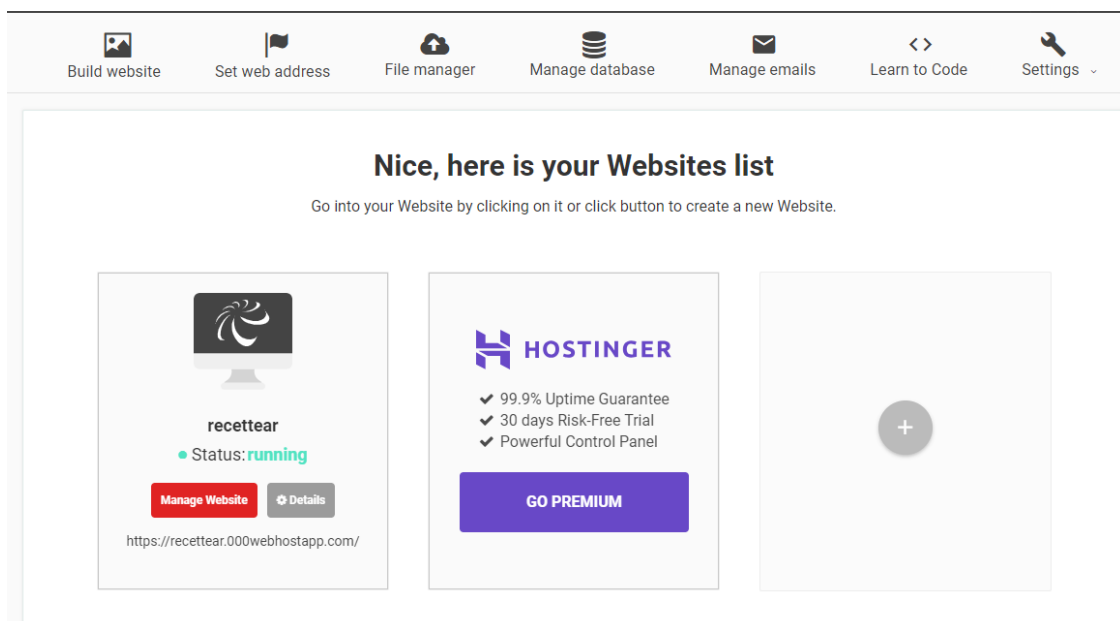 Build website
Set web address
File manager
Manage database
Manage emails
Learn to Code
Settings
Nice, here is your Websites list
Go into your Website by clicking on it or click button to create a new Website.
recettear
Status:running
Manage Website
Details
https://recettear.000webhostapp.com/
HOSTINGER
99.9% Uptime Guarantee
30 days Risk-Free Trial
Powerful Control Panel
GO PREMIUM